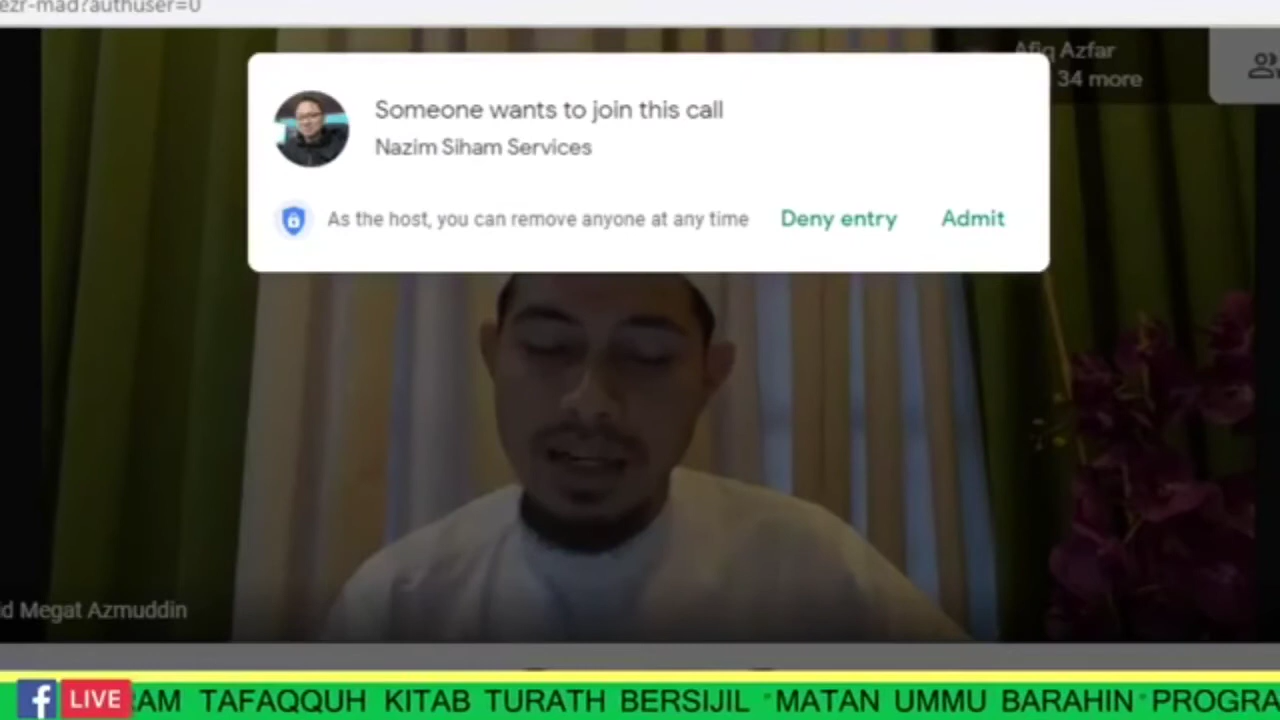 ezr-mad?authuser=0
Afiq Azfar
34 more
Someone wants to join this call
Nazim Siham Services
As the host, you can remove anyone at any time
Deny entry
Admit
id Megat Azmuddin
LIVE
RAM TAFAQQUH KITAB TURATH BERSIJIL "MATAN UMMU BARAHIN" PROGRA